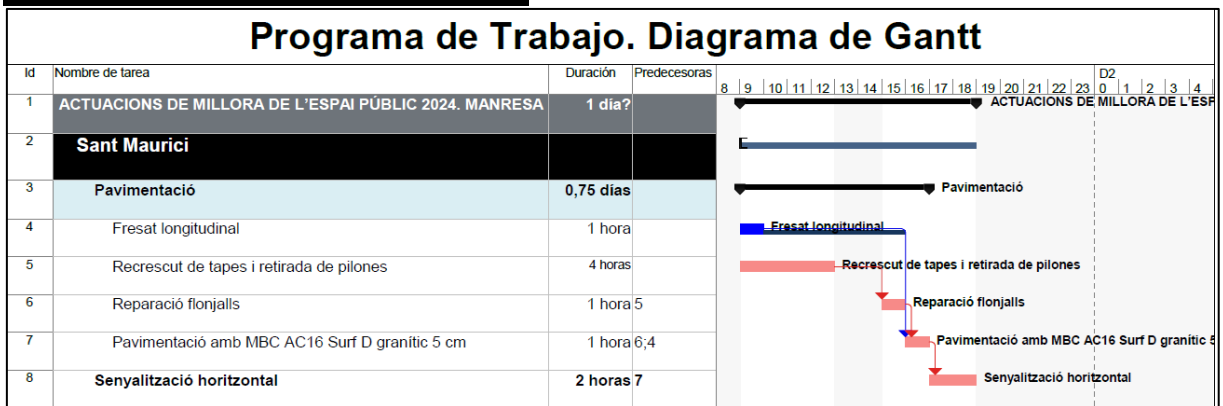 Programa de Trabajo. Diagrama de Gantt
Id Nombre de tarea Duración Predecesoras D2
8 9 10 11 12 13 14 15 16 17 18 19 20 21 22 23 0 1 2 3 4
1 ACTUACIONS DE MILLORA DE L'ESPAI PÚBLIC 2024. MANRESA 1 día? ACTUACIONS DE MILLORA DE L'ESP
2 Sant Maurici
3 Pavimentació 0,75 días Pavimentació
4 Fresat longitudinal 1 hora Fresat longitudinal
5 Recrescut de tapes i retirada de pilones 4 horas Recrescut de tapes i retirada de pilones
6 Reparació flonjalls 1 hora 5 Reparació flonjalls
7 Pavimentació amb MBC AC16 Surf D granític 5 cm 1 hora 6;4 Pavimentació amb MBC AC16 Surf D granític 5
8 Senyalització horitzontal 2 horas 7 Senyalització horitzontal